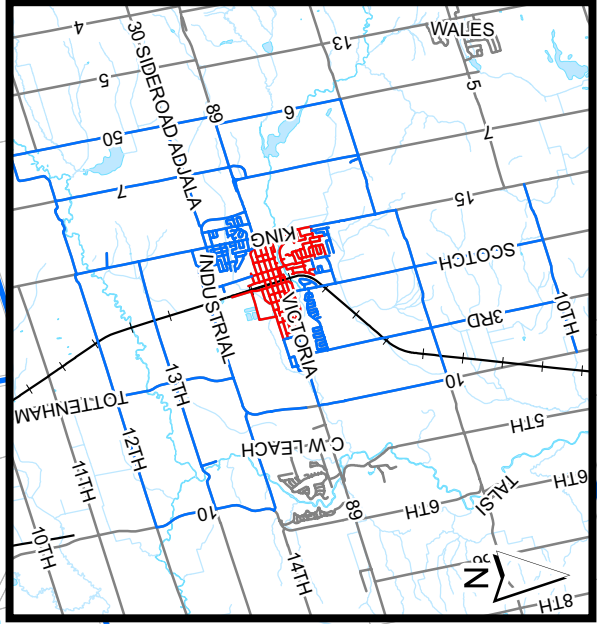 4
30 SIDEROAD ADJALA
WALES
13
5
5
89
6
50
7
7
15
KING
SCOTCH
INDUSTRIAL
VICTORIA
3RD
10TH
13TH
10
TOTTENHAM
12TH
C.W LEACH
5TH
11TH
TALSI
6TH
10
89
6TH
10TH
14TH
N
8TH